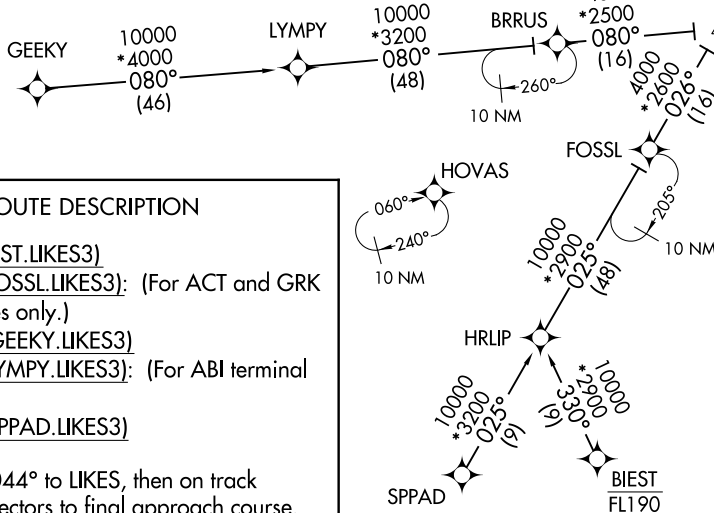 GEEKY
10000
*4000
080°
(46)
LYMPY
10000
*3200
080°
(48)
BRRUS
*2500
080°
(16)
260°
10 NM
4000
*2600
026°
(16)
FOSSL
205°
10 NM
HOVAS
060°
240°
10 NM
10000
*2900
025°
(48)
HRLIP
10000
*3200
025°
(9)
SPPAD
10000
*2900
330°
(9)
BIEST
FL190
OUTE DESCRIPTION
ST.LIKES3)
OSSL.LIKES3): (For ACT and GRK
es only.)
GEEKY.LIKES3)
YMPY.LIKES3): (For ABI terminal
PPAD.LIKES3)
044° to LIKES, then on track
ectors to final approach course